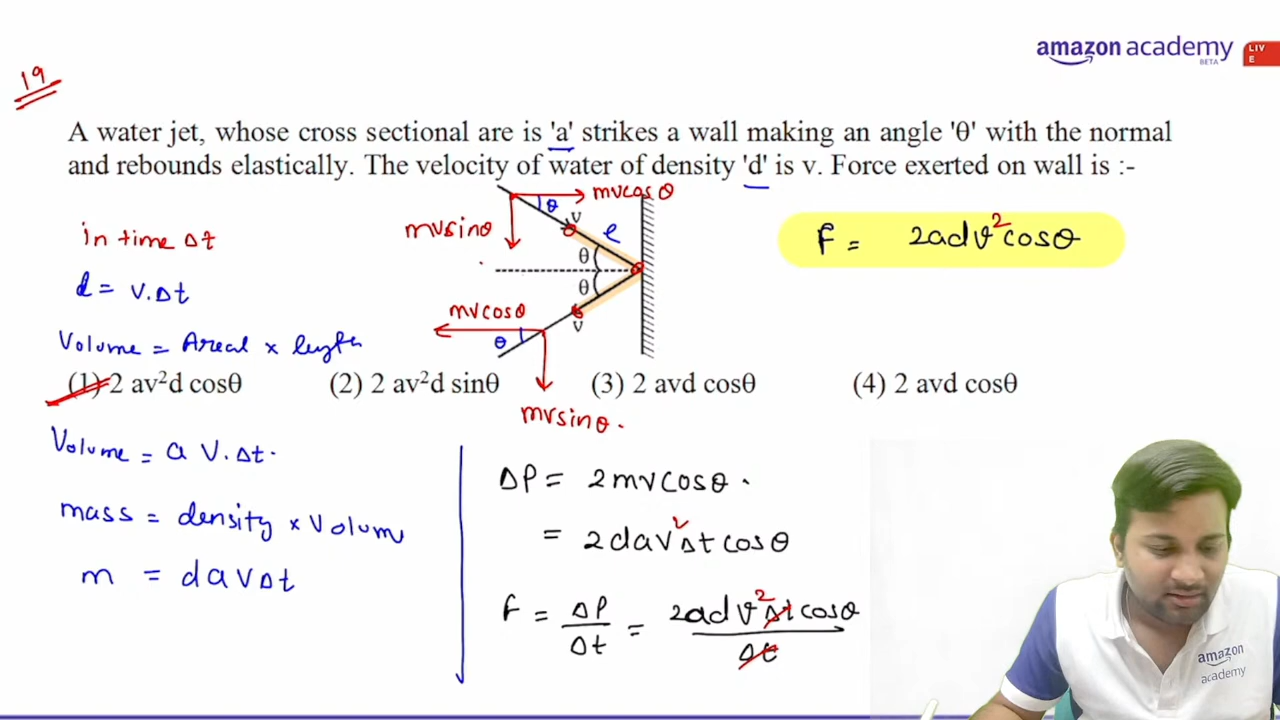 amazon academy
BETA
LIV
E
19
A water jet, whose cross sectional are is 'a' strikes a wall making an angle 'θ' with the normal
and rebounds elastically. The velocity of water of density 'd' is v. Force exerted on wall is :-
mvcosθ
θ
v
mvsinθ
l
F = 2adv²cosθ
in time Δt
θ
d = v.Δt
θ
mvcosθ
v
Volume = Areal × length
θ
(1) 2 av²d cosθ (2) 2 av²d sinθ (3) 2 avd cosθ (4) 2 avd cosθ
mvsinθ.
Volume = a V.Δt.
ΔP = 2mvcosθ.
mass = density × Volume
= 2dav²Δt cosθ
m = davΔt
F = ΔP/Δt = 2adv²Δt cosθ/Δt
amazon
academy